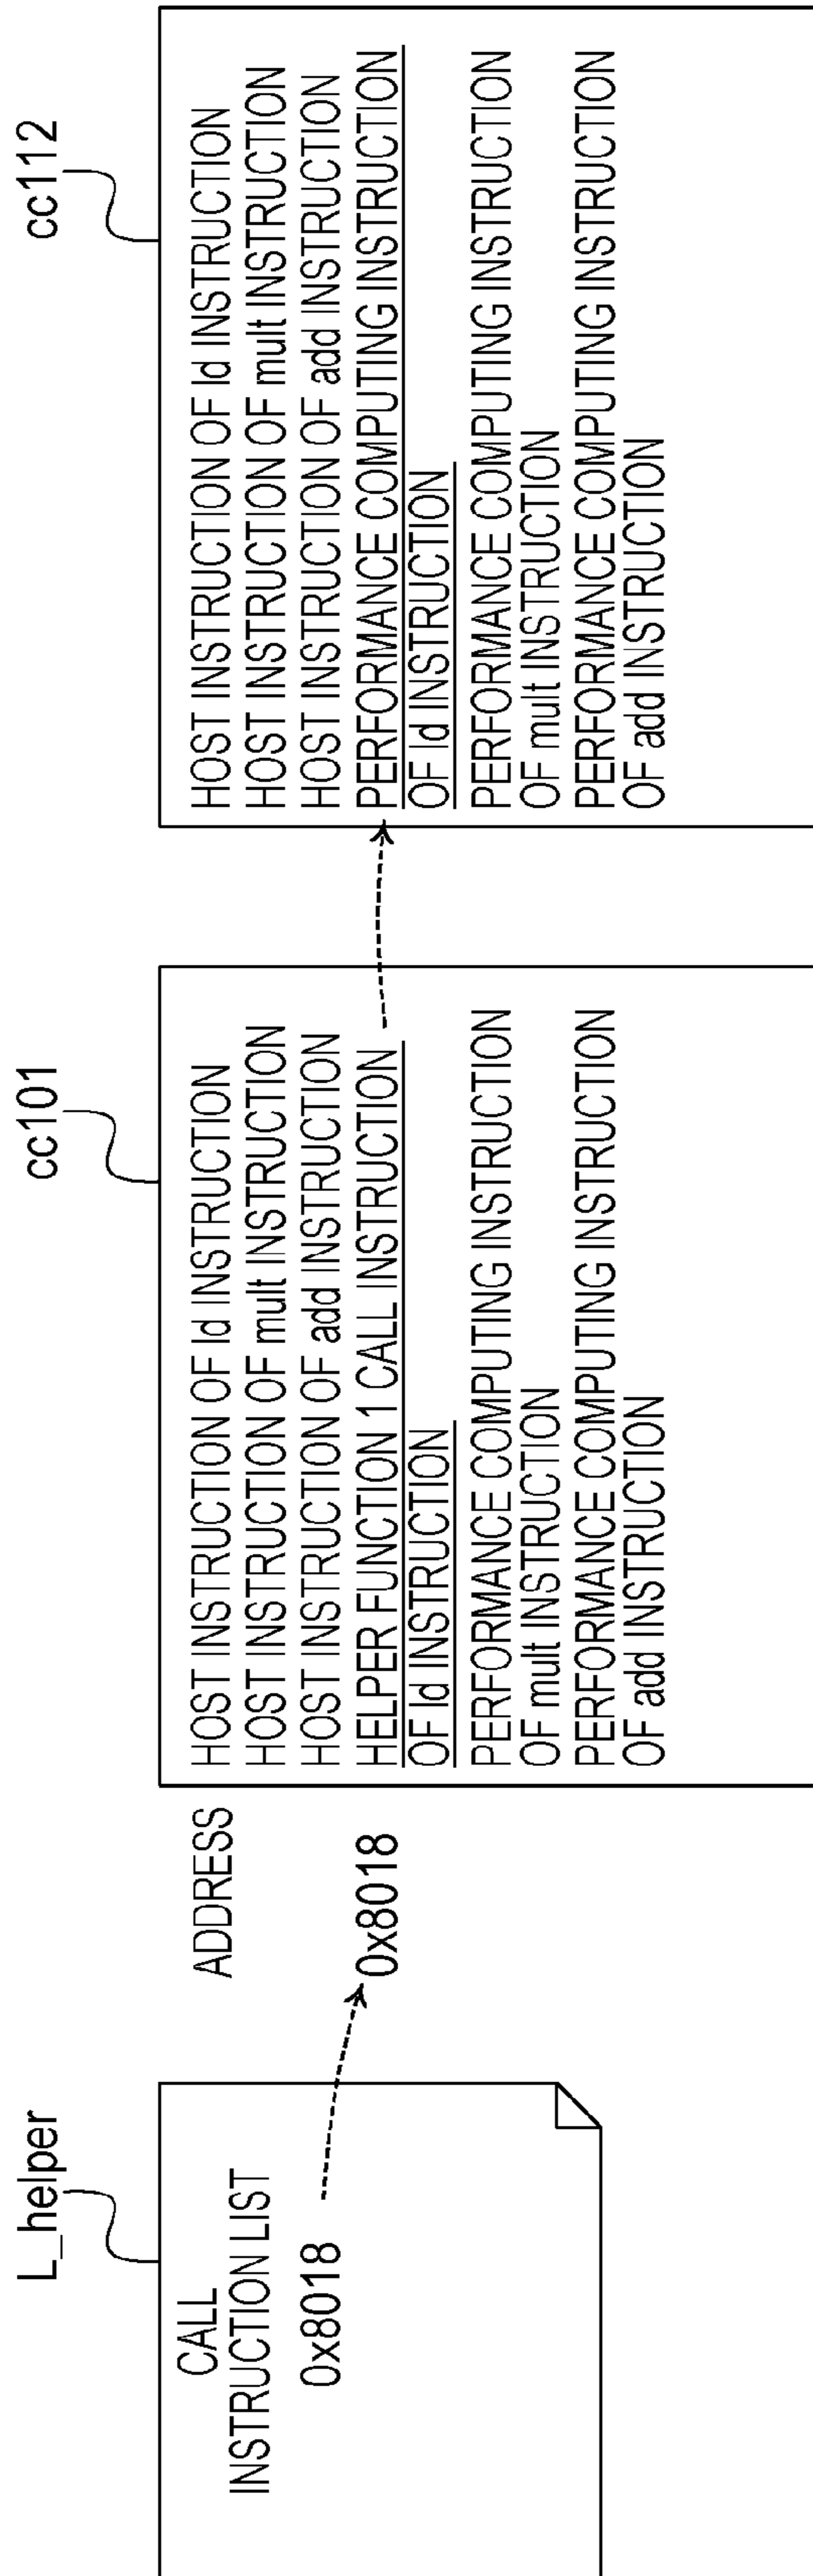 L_helper
CALL
INSTRUCTION LIST
0x8018
ADDRESS
0x8018
cc101
HOST INSTRUCTION OF ld INSTRUCTION
HOST INSTRUCTION OF mult INSTRUCTION
HOST INSTRUCTION OF add INSTRUCTION
HELPER FUNCTION 1 CALL INSTRUCTION
OF ld INSTRUCTION
PERFORMANCE COMPUTING INSTRUCTION
OF mult INSTRUCTION
PERFORMANCE COMPUTING INSTRUCTION
OF add INSTRUCTION
cc112
HOST INSTRUCTION OF ld INSTRUCTION
HOST INSTRUCTION OF mult INSTRUCTION
HOST INSTRUCTION OF add INSTRUCTION
PERFORMANCE COMPUTING INSTRUCTION
OF ld INSTRUCTION
PERFORMANCE COMPUTING INSTRUCTION
OF mult INSTRUCTION
PERFORMANCE COMPUTING INSTRUCTION
OF add INSTRUCTION